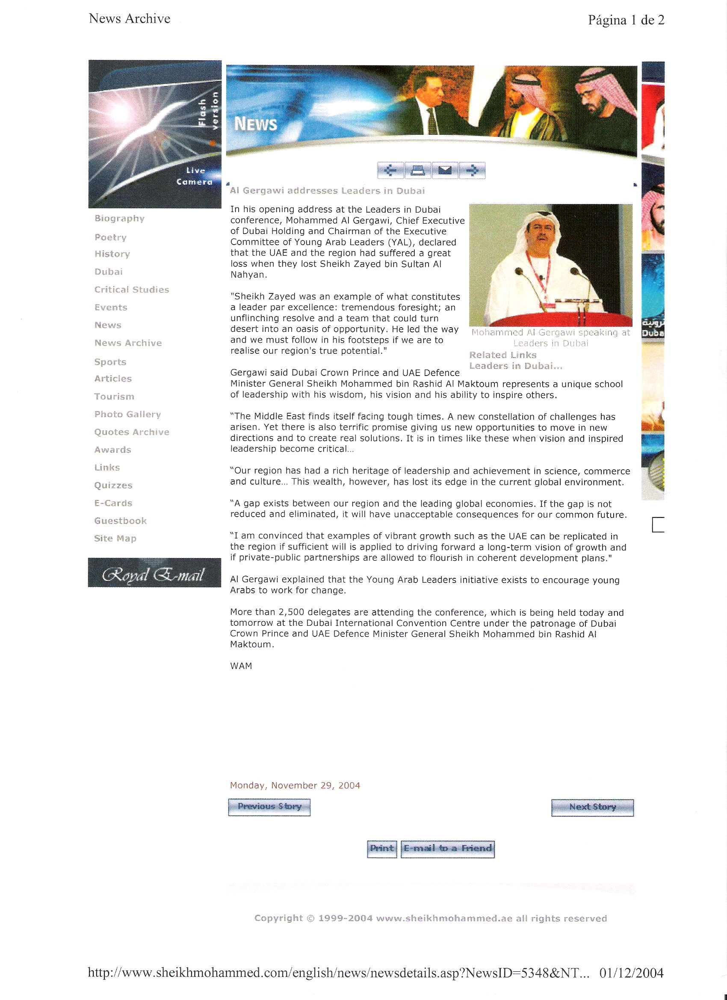 News Archive
Página 1 de 2
Flash
version
Live
Camera
NEWS
Al Gergawi addresses Leaders in Dubai
In his opening address at the Leaders in Dubai
conference, Mohammed Al Gergawi, Chief Executive
of Dubai Holding and Chairman of the Executive
Committee of Young Arab Leaders (YAL), declared
that the UAE and the region had suffered a great
loss when they lost Sheikh Zayed bin Sultan Al
Nahyan.
"Sheikh Zayed was an example of what constitutes
a leader par excellence: tremendous foresight; an
unflinching resolve and a team that could turn
desert into an oasis of opportunity. He led the way
and we must follow in his footsteps if we are to
realise our region's true potential."
Mohammed Al Gergawi speaking at
Leaders in Dubai
Related Links
Leaders in Dubai...
Gergawi said Dubai Crown Prince and UAE Defence
Minister General Sheikh Mohammed bin Rashid Al Maktoum represents a unique school
of leadership with his wisdom, his vision and his ability to inspire others.
“The Middle East finds itself facing tough times. A new constellation of challenges has
arisen. Yet there is also terrific promise giving us new opportunities to move in new
directions and to create real solutions. It is in times like these when vision and inspired
leadership become critical...
“Our region has had a rich heritage of leadership and achievement in science, commerce
and culture... This wealth, however, has lost its edge in the current global environment.
“A gap exists between our region and the leading global economies. If the gap is not
reduced and eliminated, it will have unacceptable consequences for our common future.
“I am convinced that examples of vibrant growth such as the UAE can be replicated in
the region if sufficient will is applied to driving forward a long-term vision of growth and
if private-public partnerships are allowed to flourish in coherent development plans."
Al Gergawi explained that the Young Arab Leaders initiative exists to encourage young
Arabs to work for change.
More than 2,500 delegates are attending the conference, which is being held today and
tomorrow at the Dubai International Convention Centre under the patronage of Dubai
Crown Prince and UAE Defence Minister General Sheikh Mohammed bin Rashid Al
Maktoum.
WAM
Biography
Poetry
History
Dubai
Critical Studies
Events
News
News Archive
Sports
Articles
Tourism
Photo Gallery
Quotes Archive
Awards
Links
Quizzes
E-Cards
Guestbook
Site Map
Royal E-mail
Monday, November 29, 2004
Previous Story
Next Story
Print
E-mail to a Friend
Copyright © 1999-2004 www.sheikhmohammed.ae all rights reserved
http://www.sheikhmohammed.com/english/news/newsdetails.asp?NewsID=5348&NT... 01/12/2004